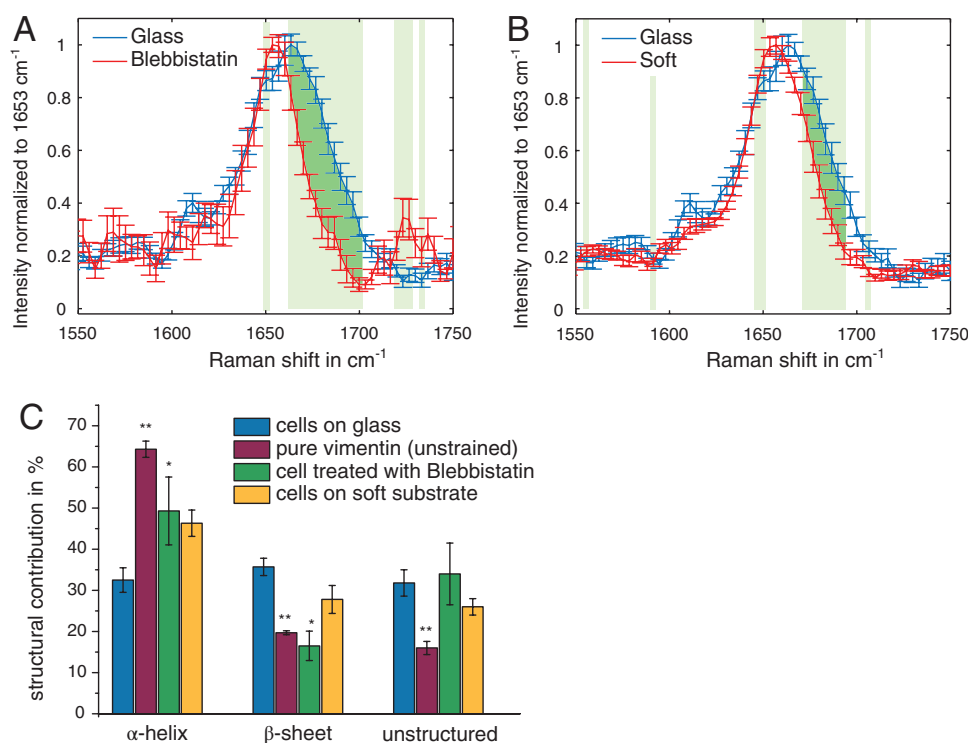 A
Glass
Blebbistatin
Intensity normalized to 1653 cm-1
1
0.8
0.6
0.4
0.2
0
1550
1600
1650
1700
1750
Raman shift in cm-1
B
Glass
Soft
Intensity normalized to 1653 cm-1
1
0.8
0.6
0.4
0.2
0
1550
1600
1650
1700
1750
Raman shift in cm-1
C
cells on glass
pure vimentin (unstrained)
cell treated with Blebbistatin
cells on soft substrate
structural contribution in %
70
60
50
40
30
20
10
0
**
*
**
*
**
α-helix
β-sheet
unstructured